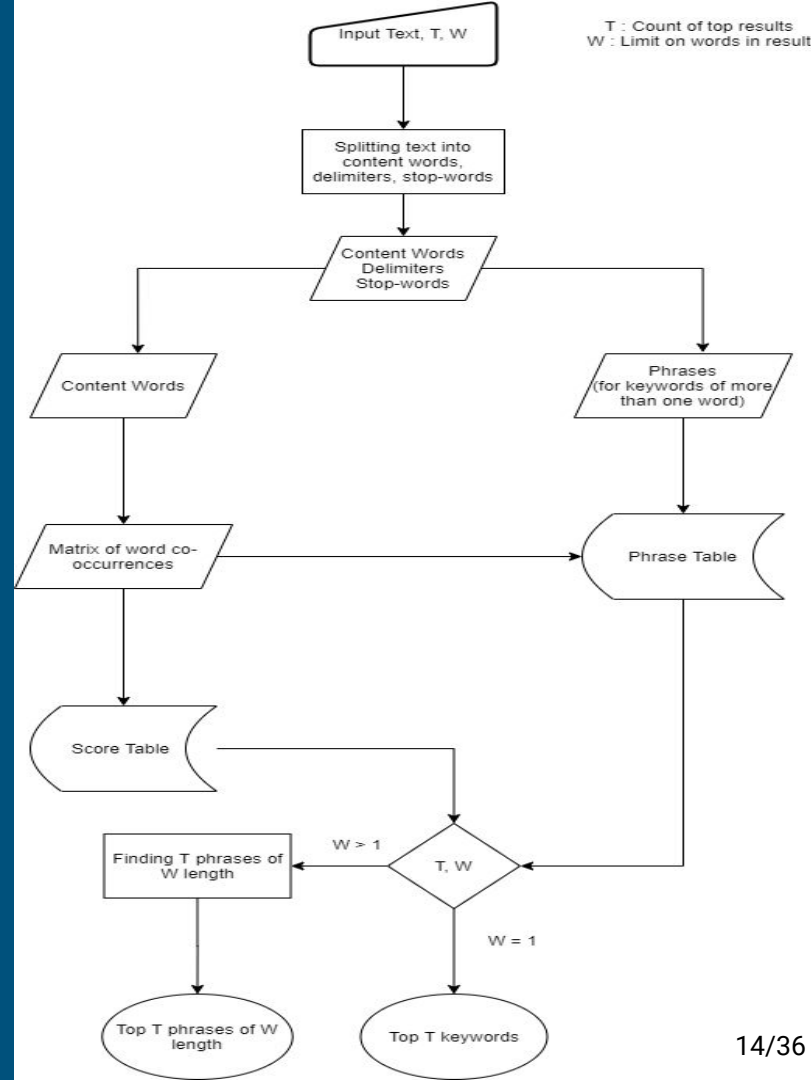 Input Text, T, W
T : Count of top results
W : Limit on words in result
Splitting text into
content words,
delimiters, stop-words
Content Words
Delimiters
Stop-words
Content Words
Phrases
(for keywords of more
than one word)
Matrix of word co-
occurrences
Phrase Table
Score Table
W > 1
T, W
Finding T phrases of
W length
W = 1
Top T phrases of W
length
Top T keywords
14/36